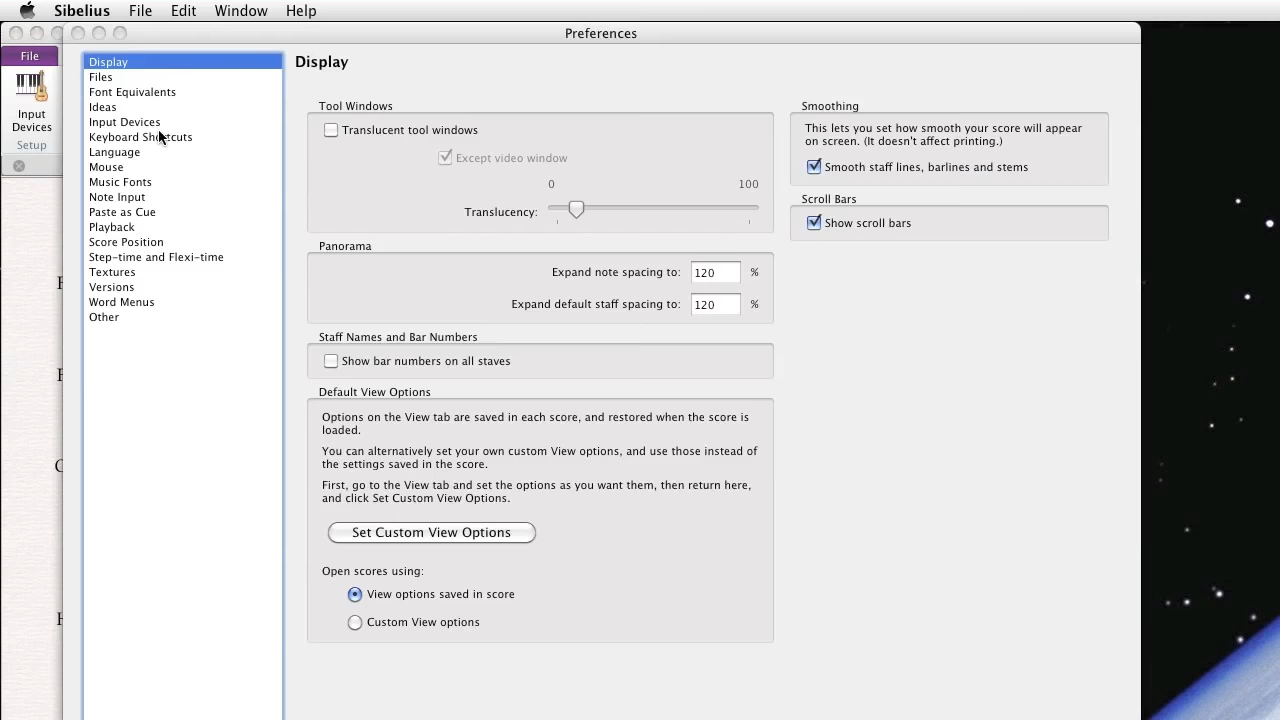 Sibelius File Edit Window Help
Preferences
File
Input
Devices
Setup
Display
Files
Font Equivalents
Ideas
Input Devices
Keyboard Shortcuts
Language
Mouse
Music Fonts
Note Input
Paste as Cue
Playback
Score Position
Step-time and Flexi-time
Textures
Versions
Word Menus
Other
Display
Tool Windows
Translucent tool windows
Except video window
0 100
Translucency:
Panorama
Expand note spacing to: 120 %
Expand default staff spacing to: 120 %
Staff Names and Bar Numbers
Show bar numbers on all staves
Default View Options
Options on the View tab are saved in each score, and restored when the score is
loaded.
You can alternatively set your own custom View options, and use those instead of
the settings saved in the score.
First, go to the View tab and set the options as you want them, then return here,
and click Set Custom View Options.
Set Custom View Options
Open scores using:
View options saved in score
Custom View options
Smoothing
This lets you set how smooth your score will appear
on screen. (It doesn't affect printing.)
Smooth staff lines, barlines and stems
Scroll Bars
Show scroll bars